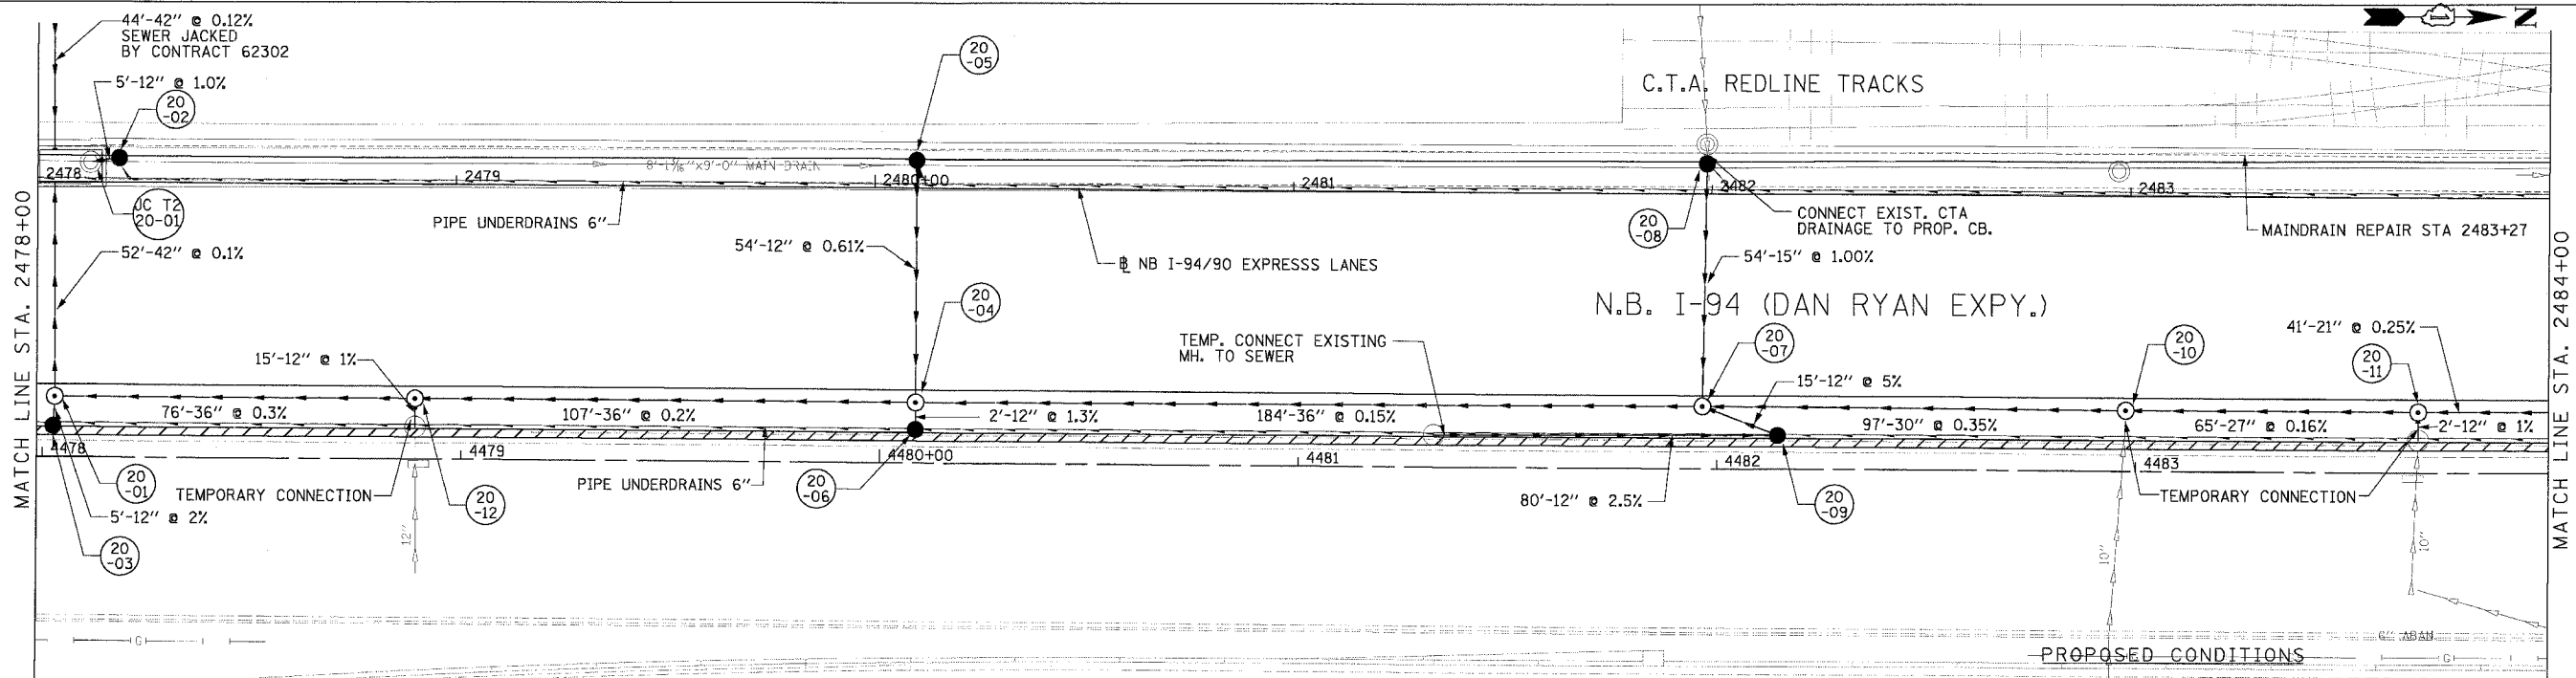 44'-42" @ 0.12%
SEWER JACKED
BY CONTRACT 62302
5'-12" @ 1.0%
20
-02
20
-05
1
N
C.T.A. REDLINE TRACKS
2478
2479
2480+00
2481
2482
2483
MAIN DRAIN
JC T2
20-01
PIPE UNDERDRAINS 6"
52'-42" @ 0.1%
54'-12" @ 0.61%
℄ NB I-94/90 EXPRESSS LANES
20
-08
CONNECT EXIST. CTA
DRAINAGE TO PROP. CB.
54'-15" @ 1.00%
MAINDRAIN REPAIR STA 2483+27
MATCH LINE STA. 2478+00
MATCH LINE STA. 2484+00
N.B. I-94 (DAN RYAN EXPY.)
20
-04
TEMP. CONNECT EXISTING
MH. TO SEWER
20
-07
20
-10
20
-11
41'-21" @ 0.25%
15'-12" @ 1%
15'-12" @ 5%
76'-36" @ 0.3%
107'-36" @ 0.2%
2'-12" @ 1.3%
184'-36" @ 0.15%
97'-30" @ 0.35%
65'-27" @ 0.16%
2'-12" @ 1%
4478
4479
4480+00
4481
4482
4483
20
-01
TEMPORARY CONNECTION
20
-12
PIPE UNDERDRAINS 6"
20
-06
80'-12" @ 2.5%
20
-09
TEMPORARY CONNECTION
5'-12" @ 2%
20
-03
12"
10"
10"
G
6" ABAN
PROPOSED CONDITIONS
G